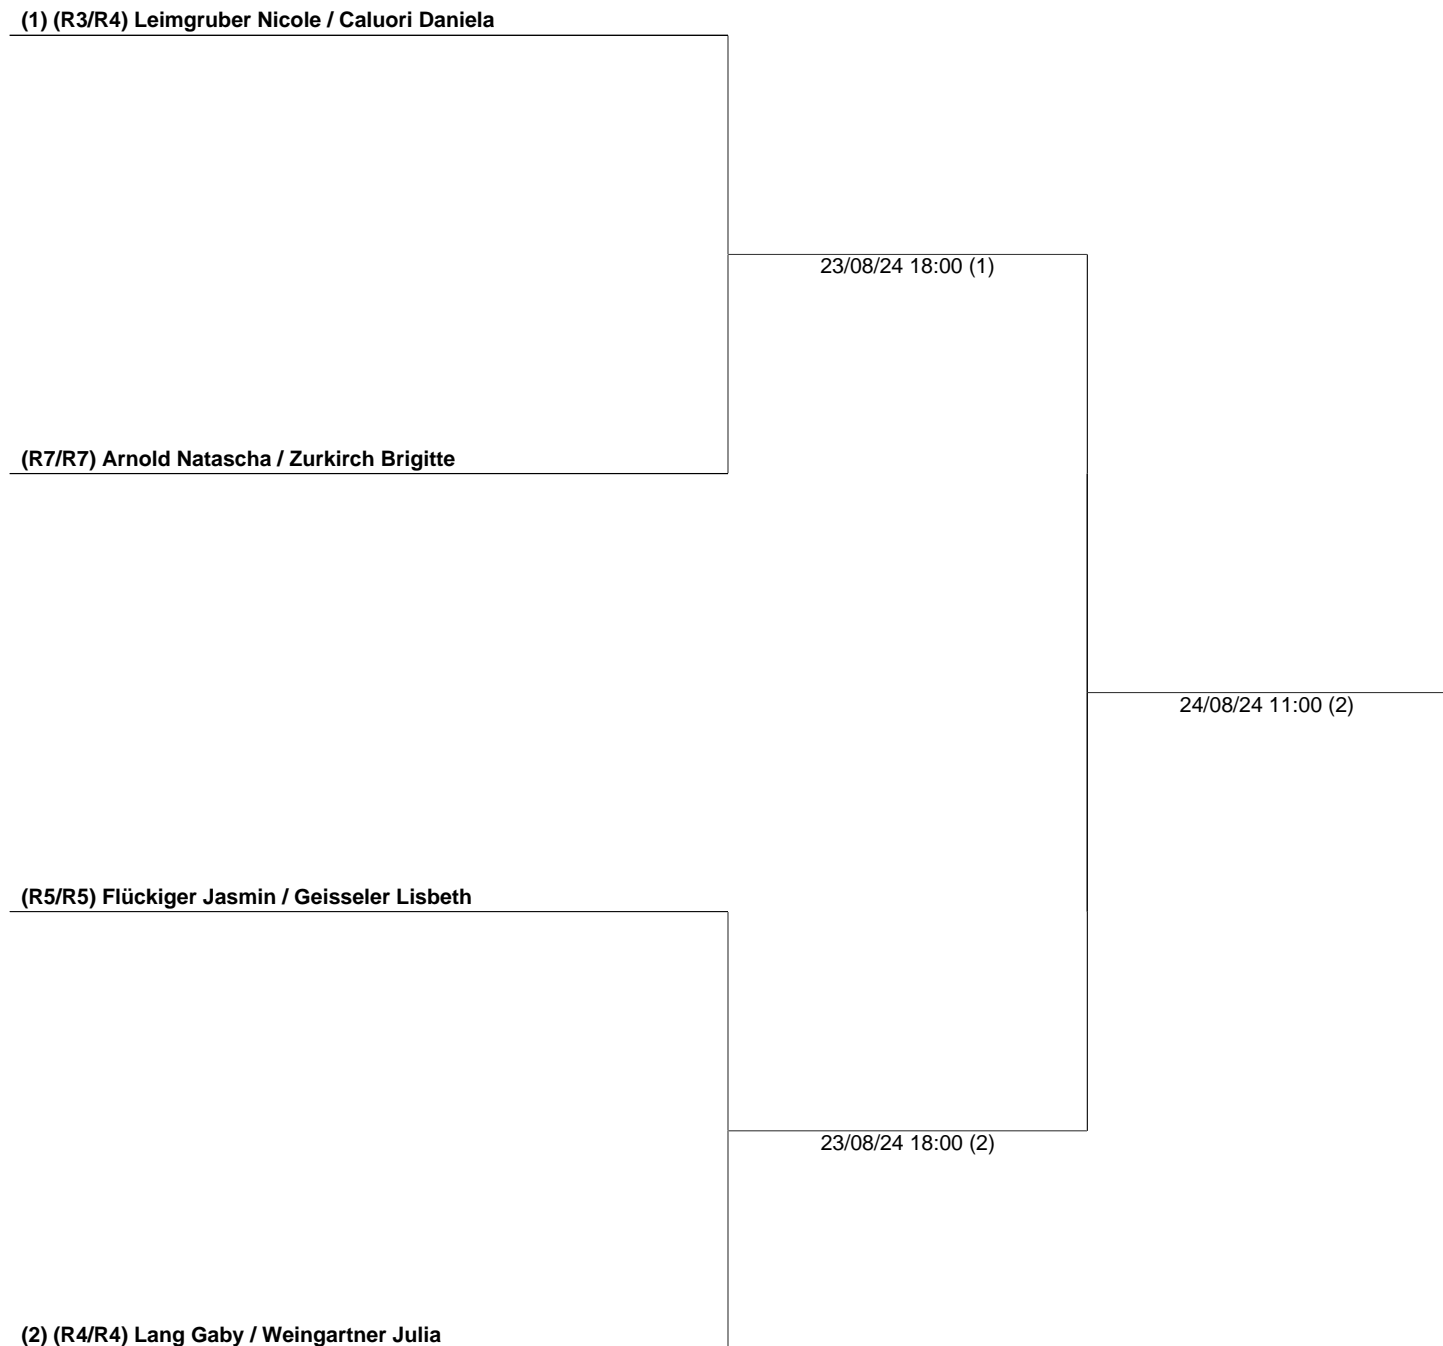 (1) (R3/R4) Leimgruber Nicole / Caluori Daniela
23/08/24 18:00 (1)
(R7/R7) Arnold Natascha / Zurkirch Brigitte
24/08/24 11:00 (2)
(R5/R5) Flückiger Jasmin / Geisseler Lisbeth
23/08/24 18:00 (2)
(2) (R4/R4) Lang Gaby / Weingartner Julia